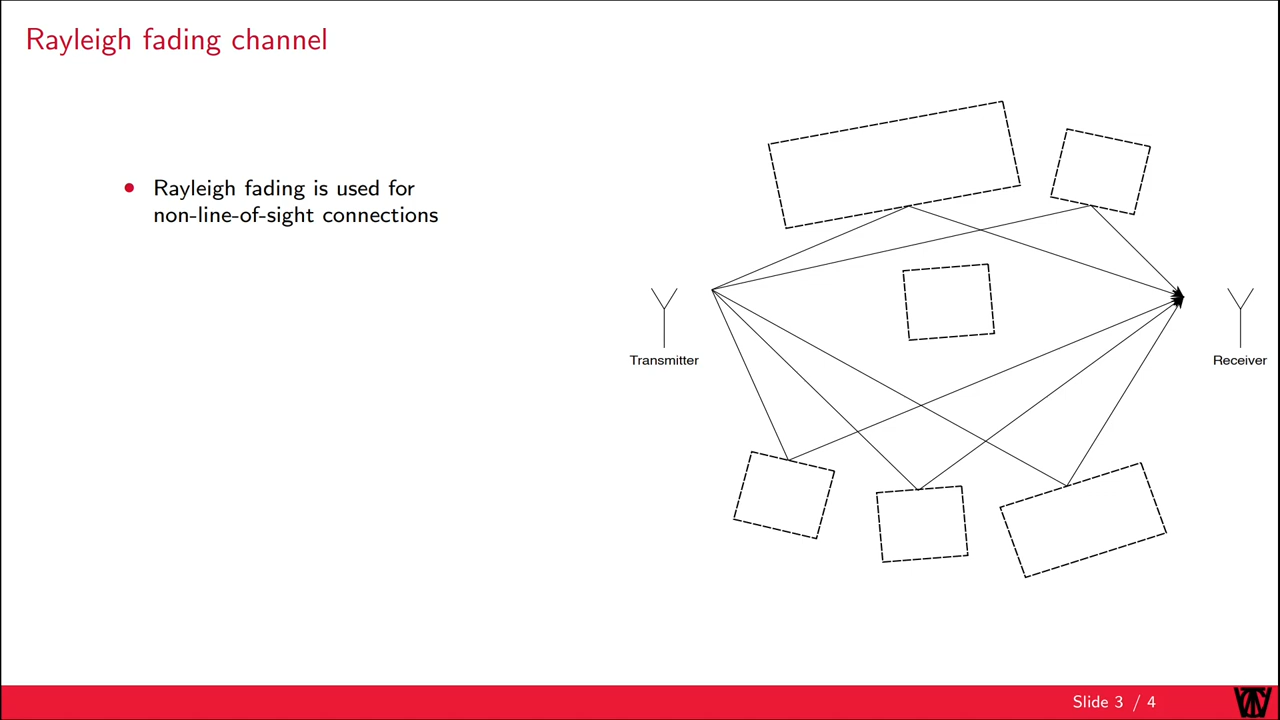 Rayleigh fading channel
• Rayleigh fading is used for
non-line-of-sight connections
Transmitter
Receiver
Slide 3 / 4